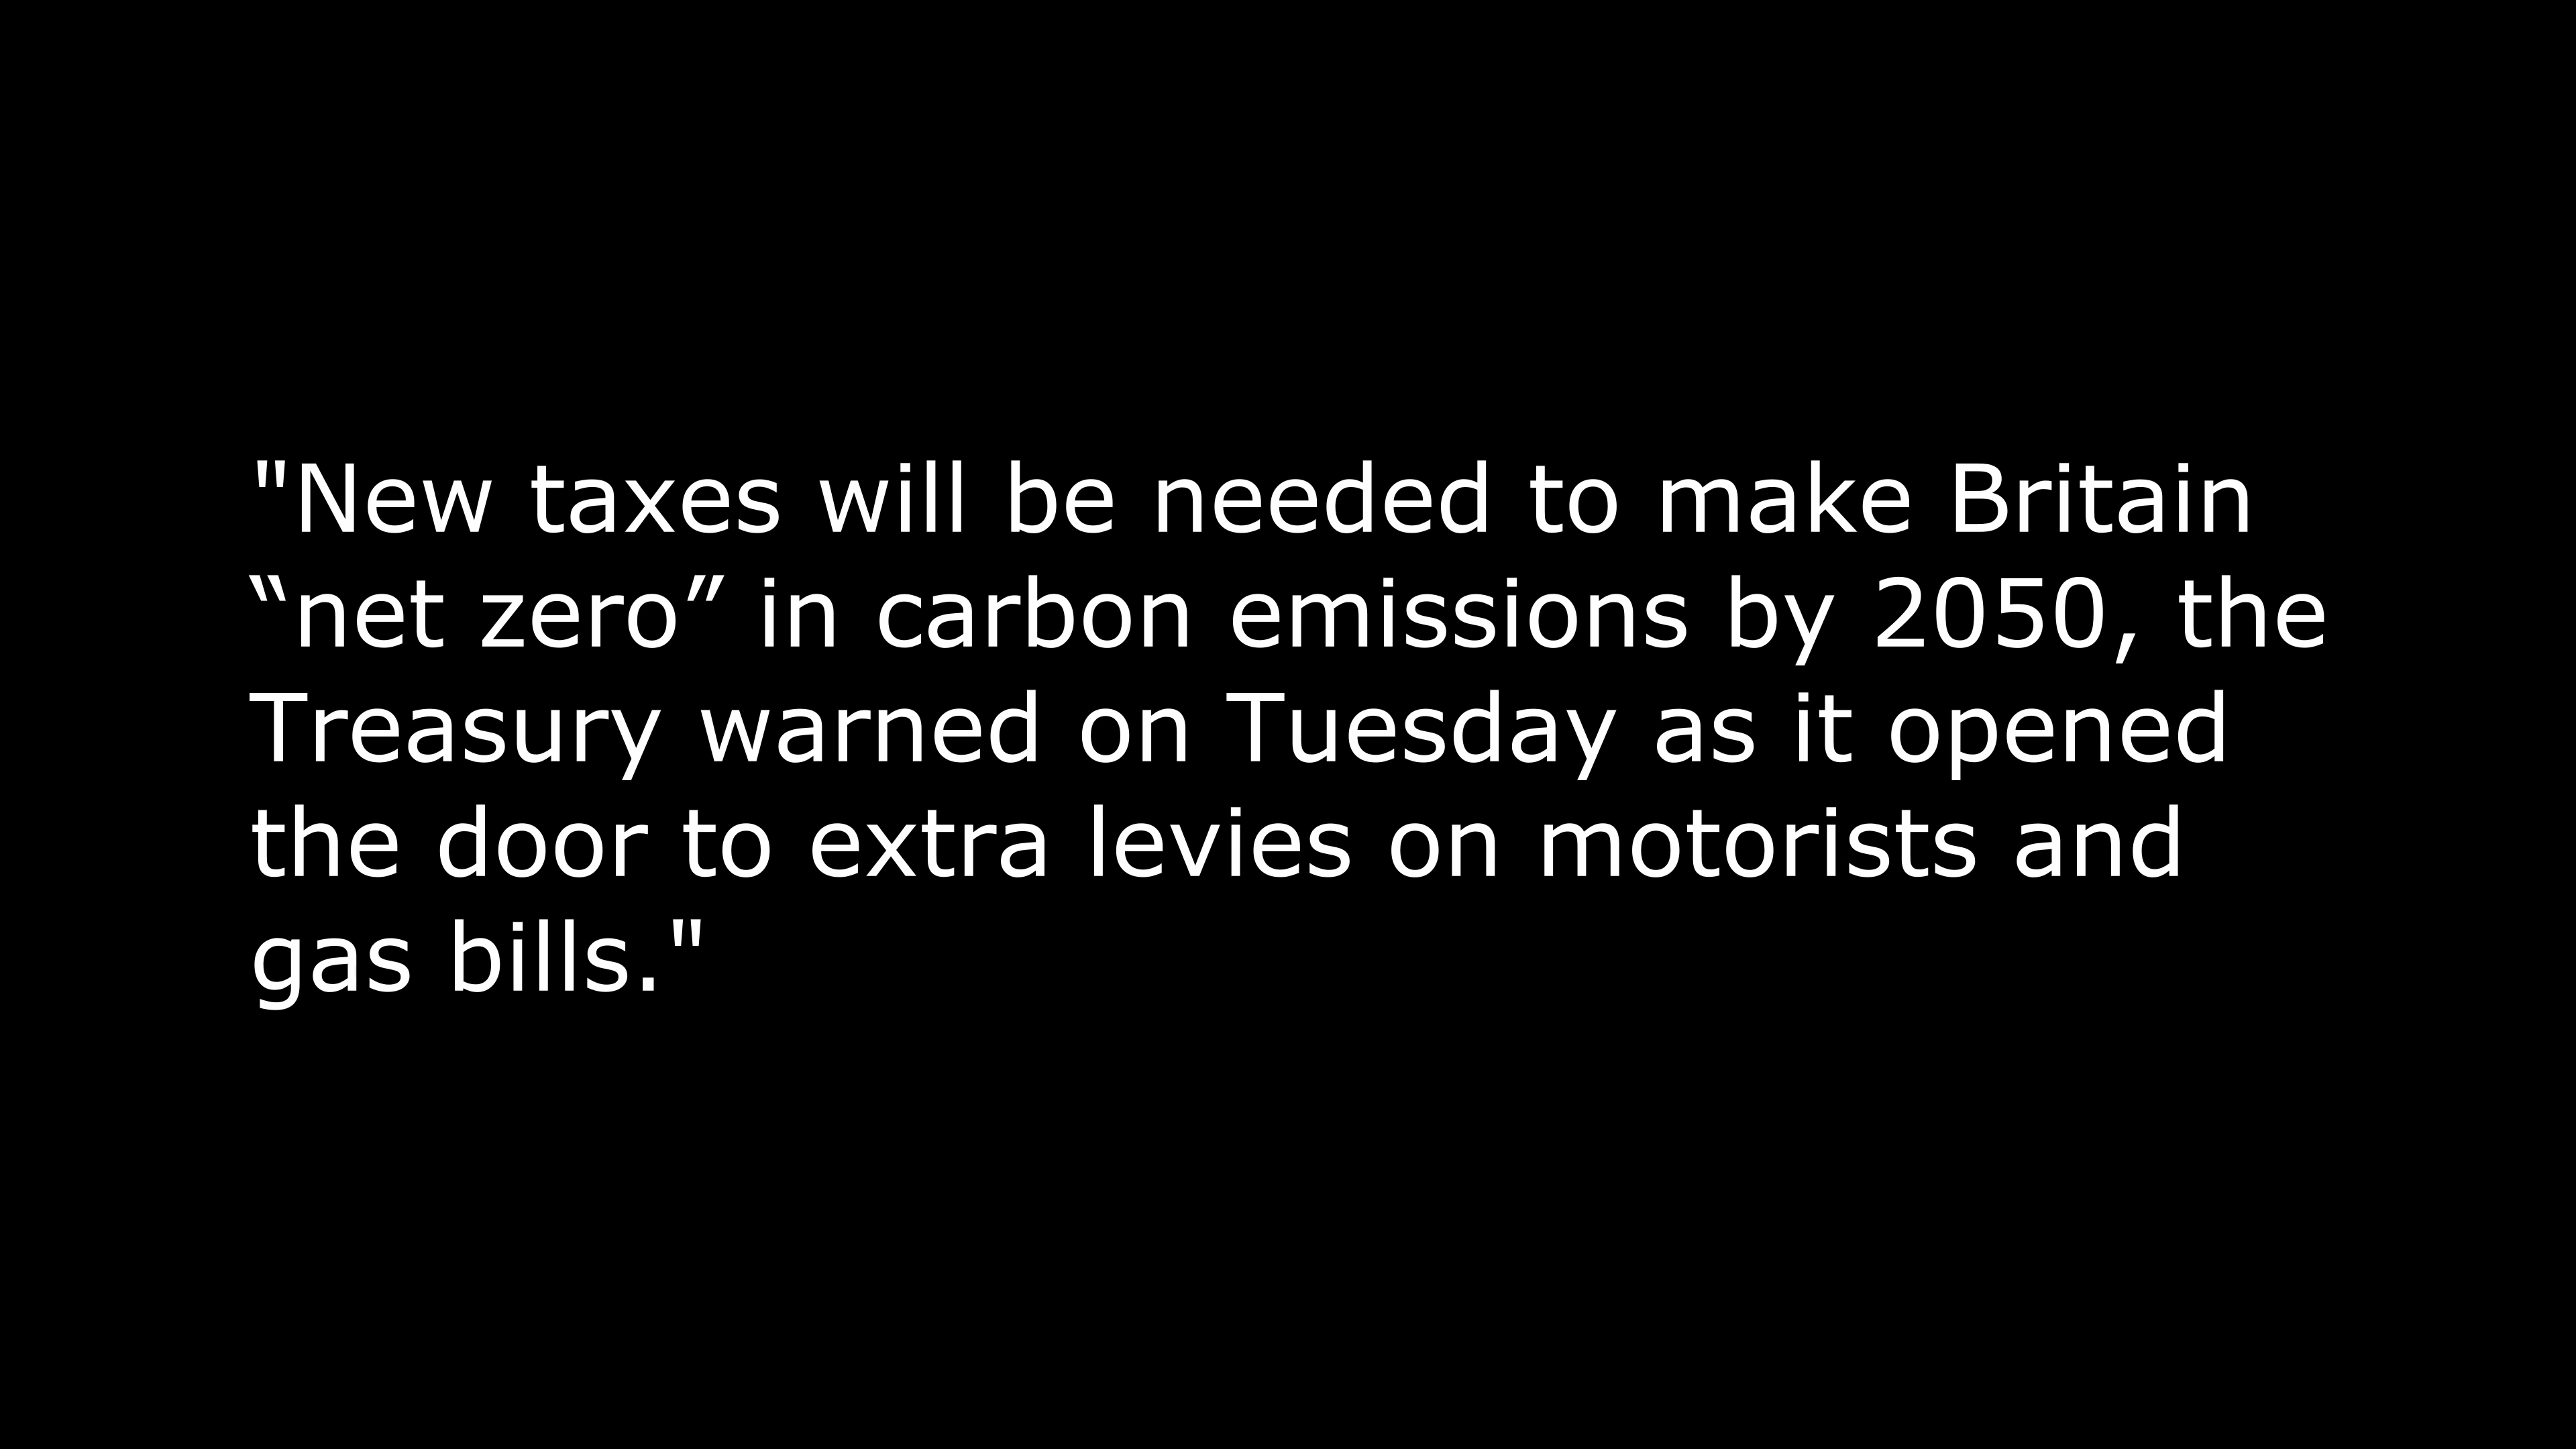 "New taxes will be needed to make Britain
“net zero” in carbon emissions by 2050, the
Treasury warned on Tuesday as it opened
the door to extra levies on motorists and
gas bills."